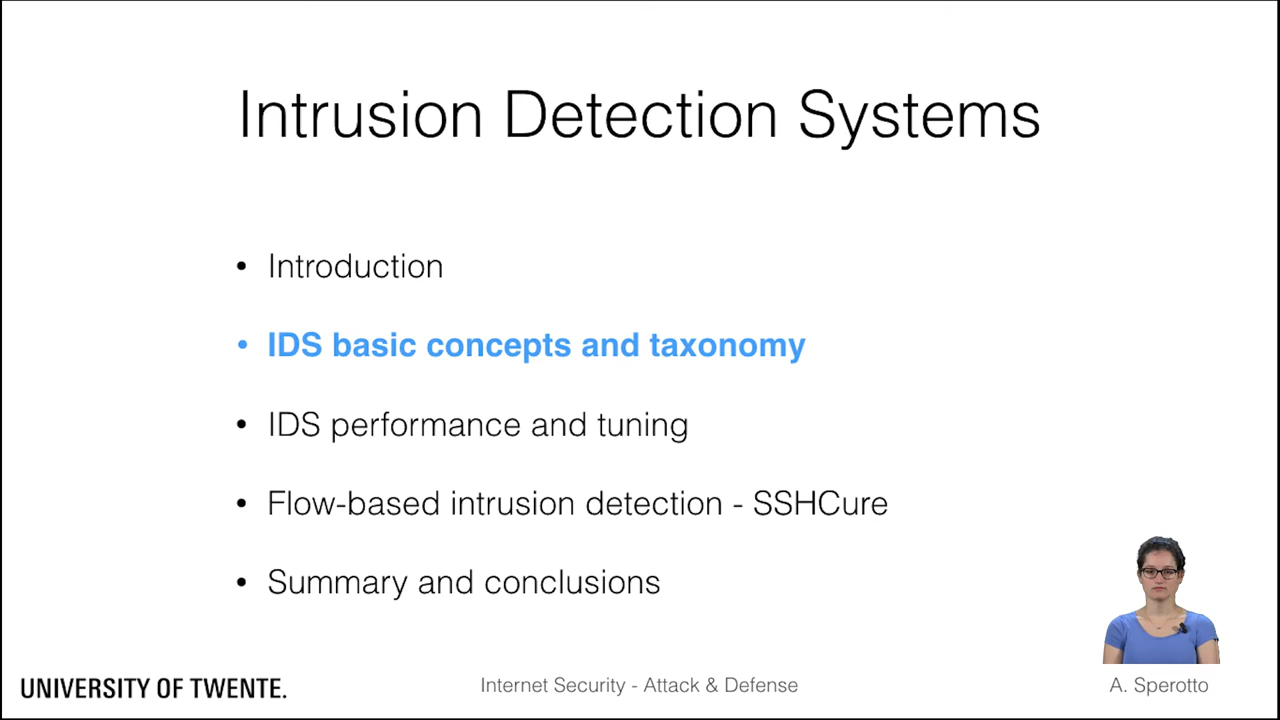 Intrusion Detection Systems
• Introduction
• IDS basic concepts and taxonomy
• IDS performance and tuning
• Flow-based intrusion detection - SSHCure
• Summary and conclusions
UNIVERSITY OF TWENTE.
Internet Security - Attack & Defense
A. Sperotto